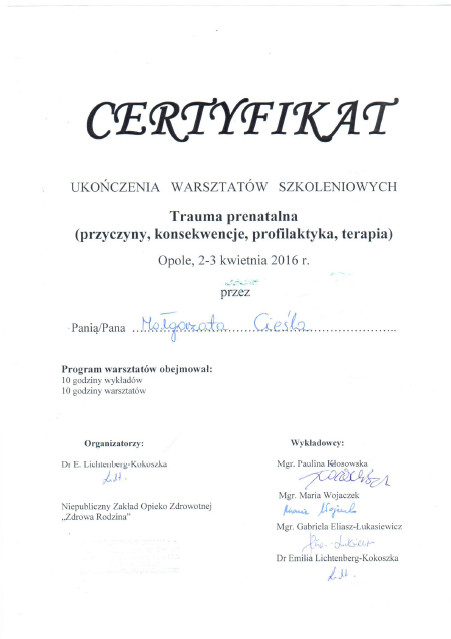 CERTYFIKAT
UKOŃCZENIA WARSZTATÓW SZKOLENIOWYCH
Trauma prenatalna
(przyczyny, konsekwencje, profilaktyka, terapia)
Opole, 2-3 kwietnia 2016 r.
przez
Panią/Pana ...Małgorzata Cieśla...
Program warsztatów obejmował:
10 godziny wykładów
10 godziny warsztatów
Organizatorzy:
Dr E. Lichtenberg-Kokoszka
Niepubliczny Zakład Opieko Zdrowotnej
„Zdrowa Rodzina”
Wykładowcy:
Mgr. Paulina Kłosowska
Mgr. Maria Wojaczek
Maria Wojaczek
Mgr. Gabriela Eliasz-Łukasiewicz
Dr Emilia Lichtenberg-Kokoszka